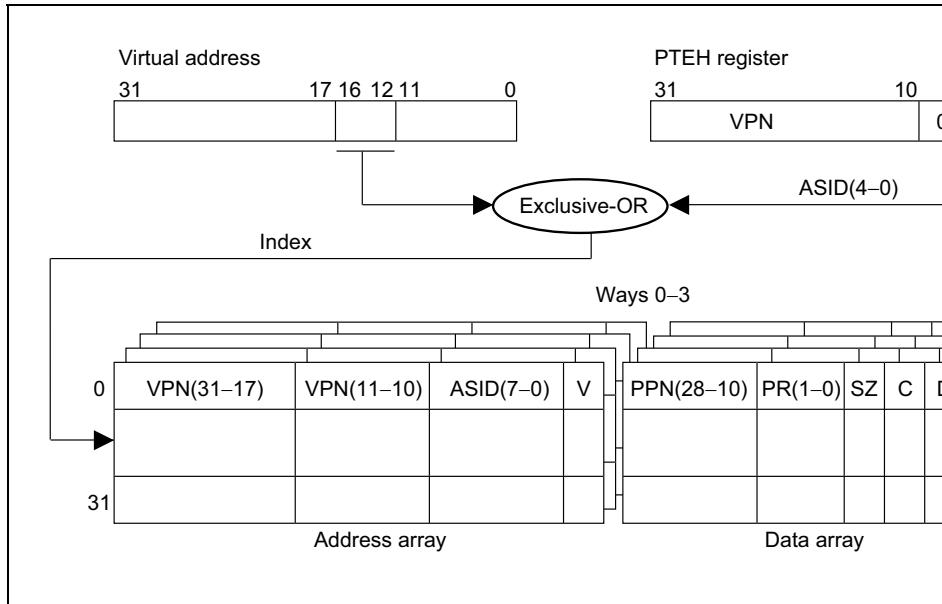 Virtual address
31 17 16 12 11 0
PTEH register
31 10
VPN
ASID(4–0)
Exclusive-OR
Index
Ways 0–3
0 VPN(31–17) VPN(11–10) ASID(7–0) V
PPN(28–10) PR(1–0) SZ C
31
Address array
Data array